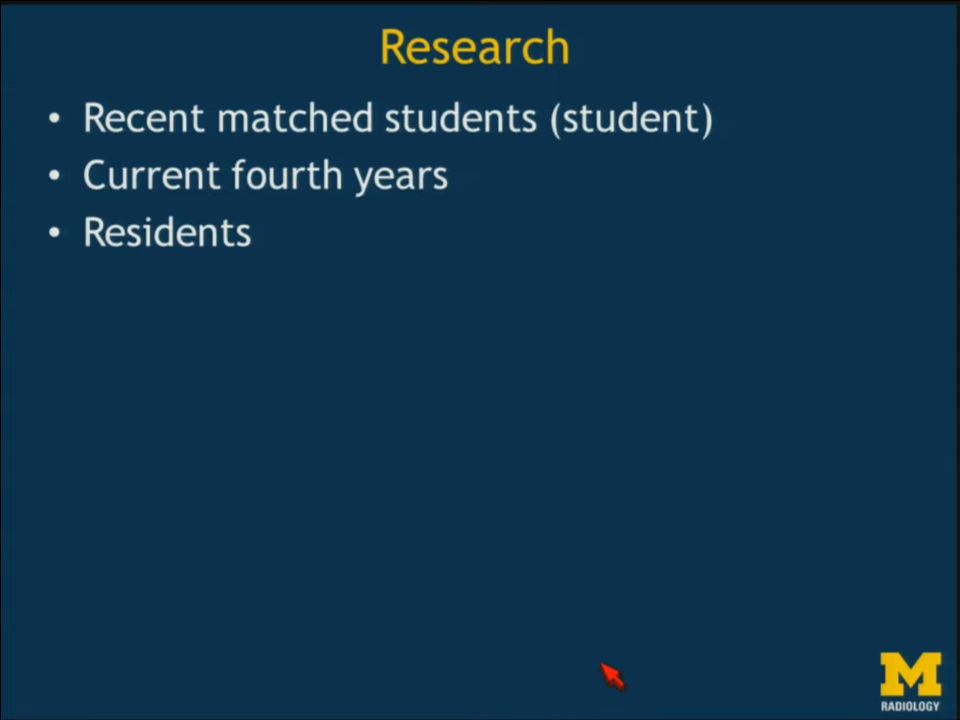 Research
• Recent matched students (student)
• Current fourth years
• Residents
M
RADIOLOGY